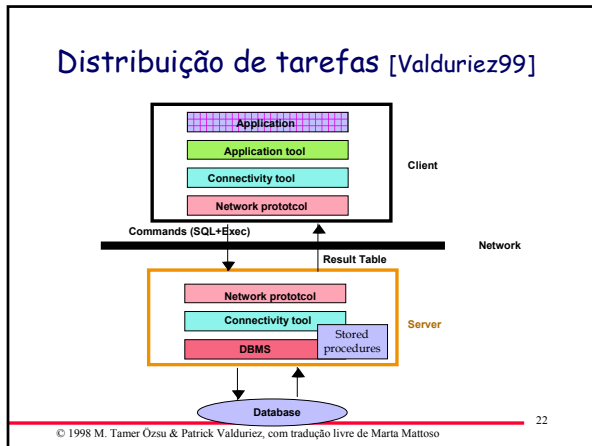 Distribuição de tarefas [Valduriez99]
Application
Application tool
Connectivity tool
Network prototcol
Client
Commands (SQL+Exec)
Network
Result Table
Network prototcol
Connectivity tool
Stored
procedures
DBMS
Server
Database
22
© 1998 M. Tamer Özsu & Patrick Valduriez, com tradução livre de Marta Mattoso